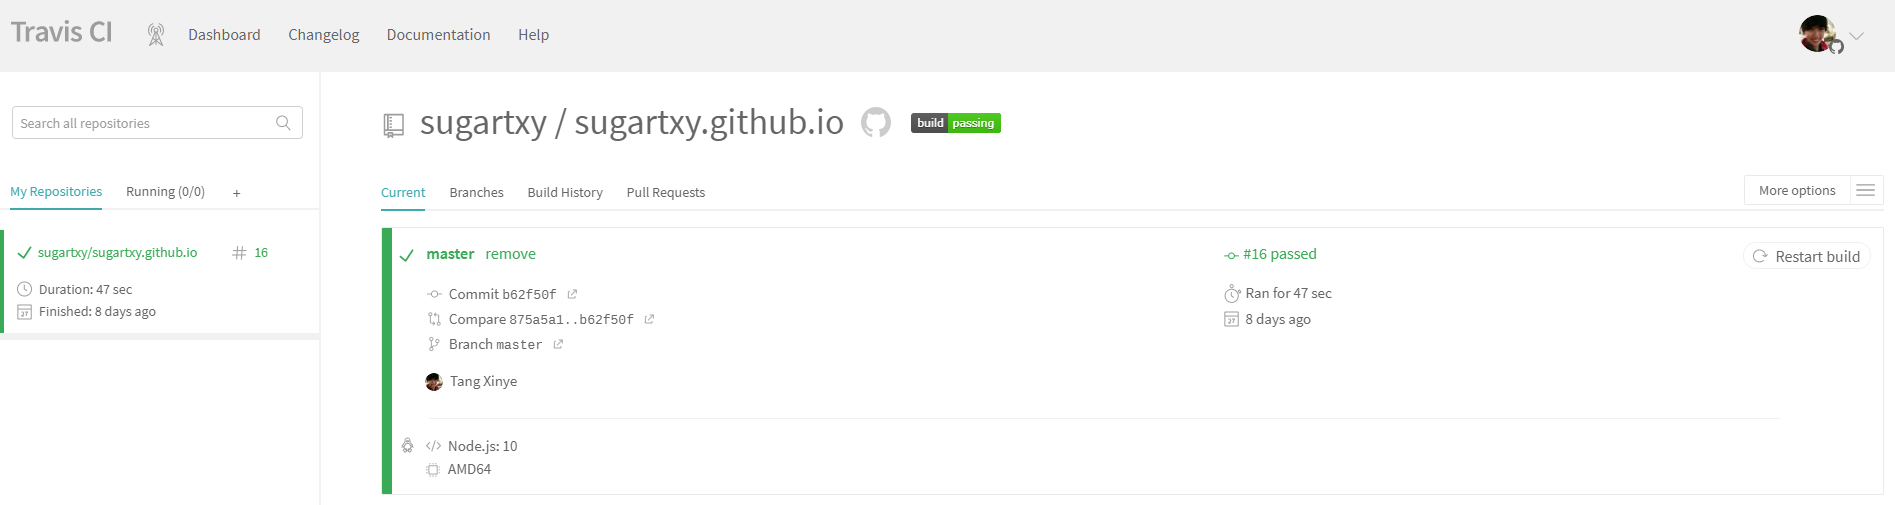 Travis CI Dashboard Changelog Documentation Help
Search all repositories
My Repositories Running (0/0) +
sugartxy/sugartxy.github.io # 16
Duration: 47 sec
Finished: 8 days ago
sugartxy / sugartxy.github.io build passing
Current Branches Build History Pull Requests More options
master remove #16 passed Restart build
Commit b62f50f Ran for 47 sec
Compare 875a5a1..b62f50f 8 days ago
Branch master
Tang Xinye
</> Node.js: 10
AMD64